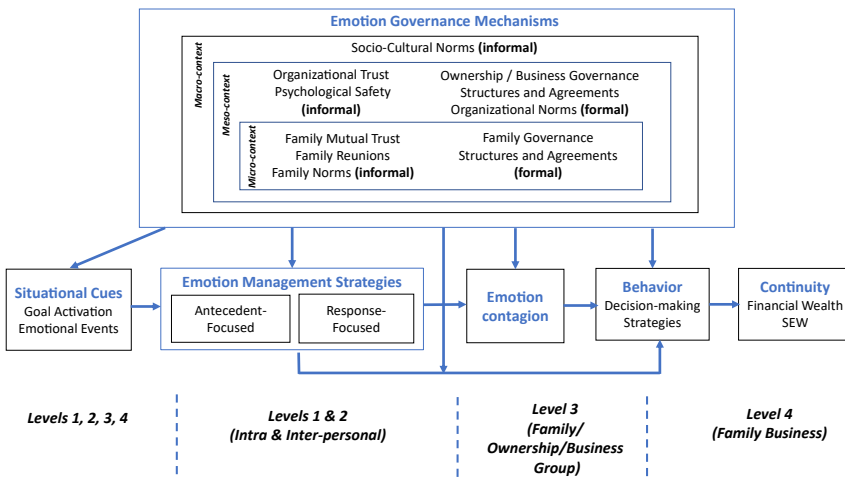 Emotion Governance Mechanisms
Macro-context
Socio-Cultural Norms (informal)
Meso-context
Organizational Trust
Psychological Safety
(informal)
Ownership / Business Governance
Structures and Agreements
Organizational Norms (formal)
Micro-context
Family Mutual Trust
Family Reunions
Family Norms (informal)
Family Governance
Structures and Agreements
(formal)
Situational Cues
Goal Activation
Emotional Events
Emotion Management Strategies
Antecedent-
Focused
Response-
Focused
Emotion
contagion
Behavior
Decision-making
Strategies
Continuity
Financial Wealth
SEW
Levels 1, 2, 3, 4
Levels 1 & 2
(Intra & Inter-personal)
Level 3
(Family/
Ownership/Business
Group)
Level 4
(Family Business)